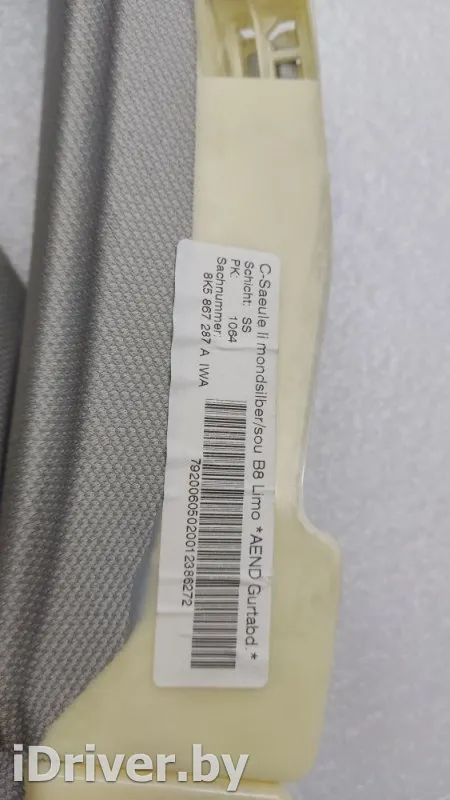 C-Saeule li mondsilber/sou B8 Limo *AEND Gurtabd.*
Schicht: SS
PK: 1064
Sachnummer:
8K5 867 287 A IWA
79200605020012386272
iDriver.by